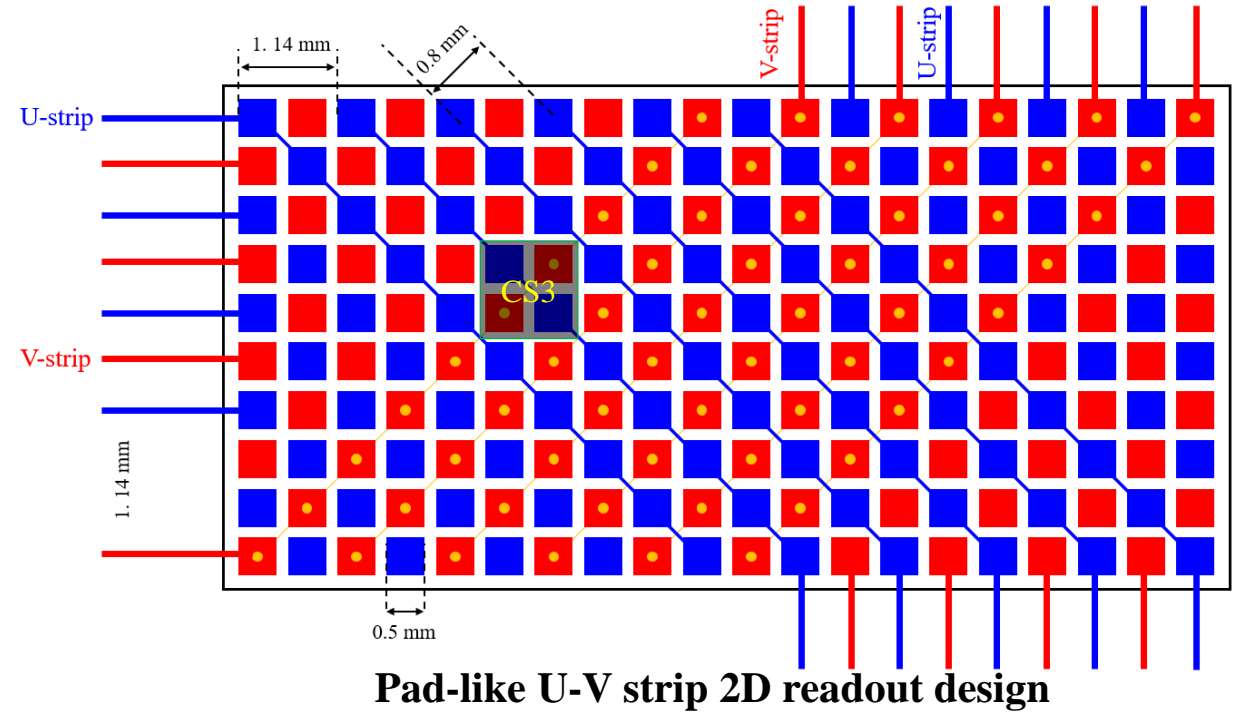 V-strip
U-strip
1. 14 mm
0.8 mm
U-strip
CS3
V-strip
1. 14 mm
0.5 mm
Pad-like U-V strip 2D readout design